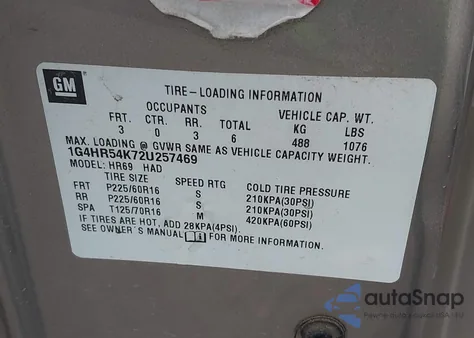 GM
TIRE-LOADING INFORMATION
OCCUPANTS VEHICLE CAP. WT.
FRT. CTR. RR. TOTAL KG LBS
3 0 3 6 488 1076
MAX. LOADING @ GVWR SAME AS VEHICLE CAPACITY WEIGHT.
1G4HR54K72U257469
MODEL: HR69 HAD
TIRE SIZE SPEED RTG COLD TIRE PRESSURE
FRT P225/60R16 S 210KPA(30PSI)
RR P225/60R16 S 210KPA(30PSI)
SPA T125/70R16 M 420KPA(60PSI)
IF TIRES ARE HOT, ADD 28KPA(4PSI).
SEE OWNER'S MANUAL FOR MORE INFORMATION.
autoSnap